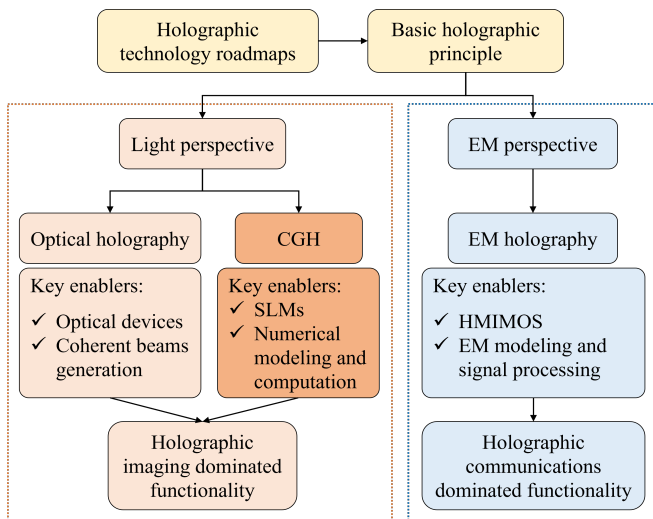 Holographic
technology roadmaps
Basic holographic
principle
Light perspective
EM perspective
Optical holography
CGH
EM holography
Key enablers:
✓ Optical devices
✓ Coherent beams
generation
Key enablers:
✓ SLMs
✓ Numerical
modeling and
computation
Key enablers:
✓ HMIMOS
✓ EM modeling and
signal processing
Holographic
imaging dominated
functionality
Holographic
communications
dominated functionality